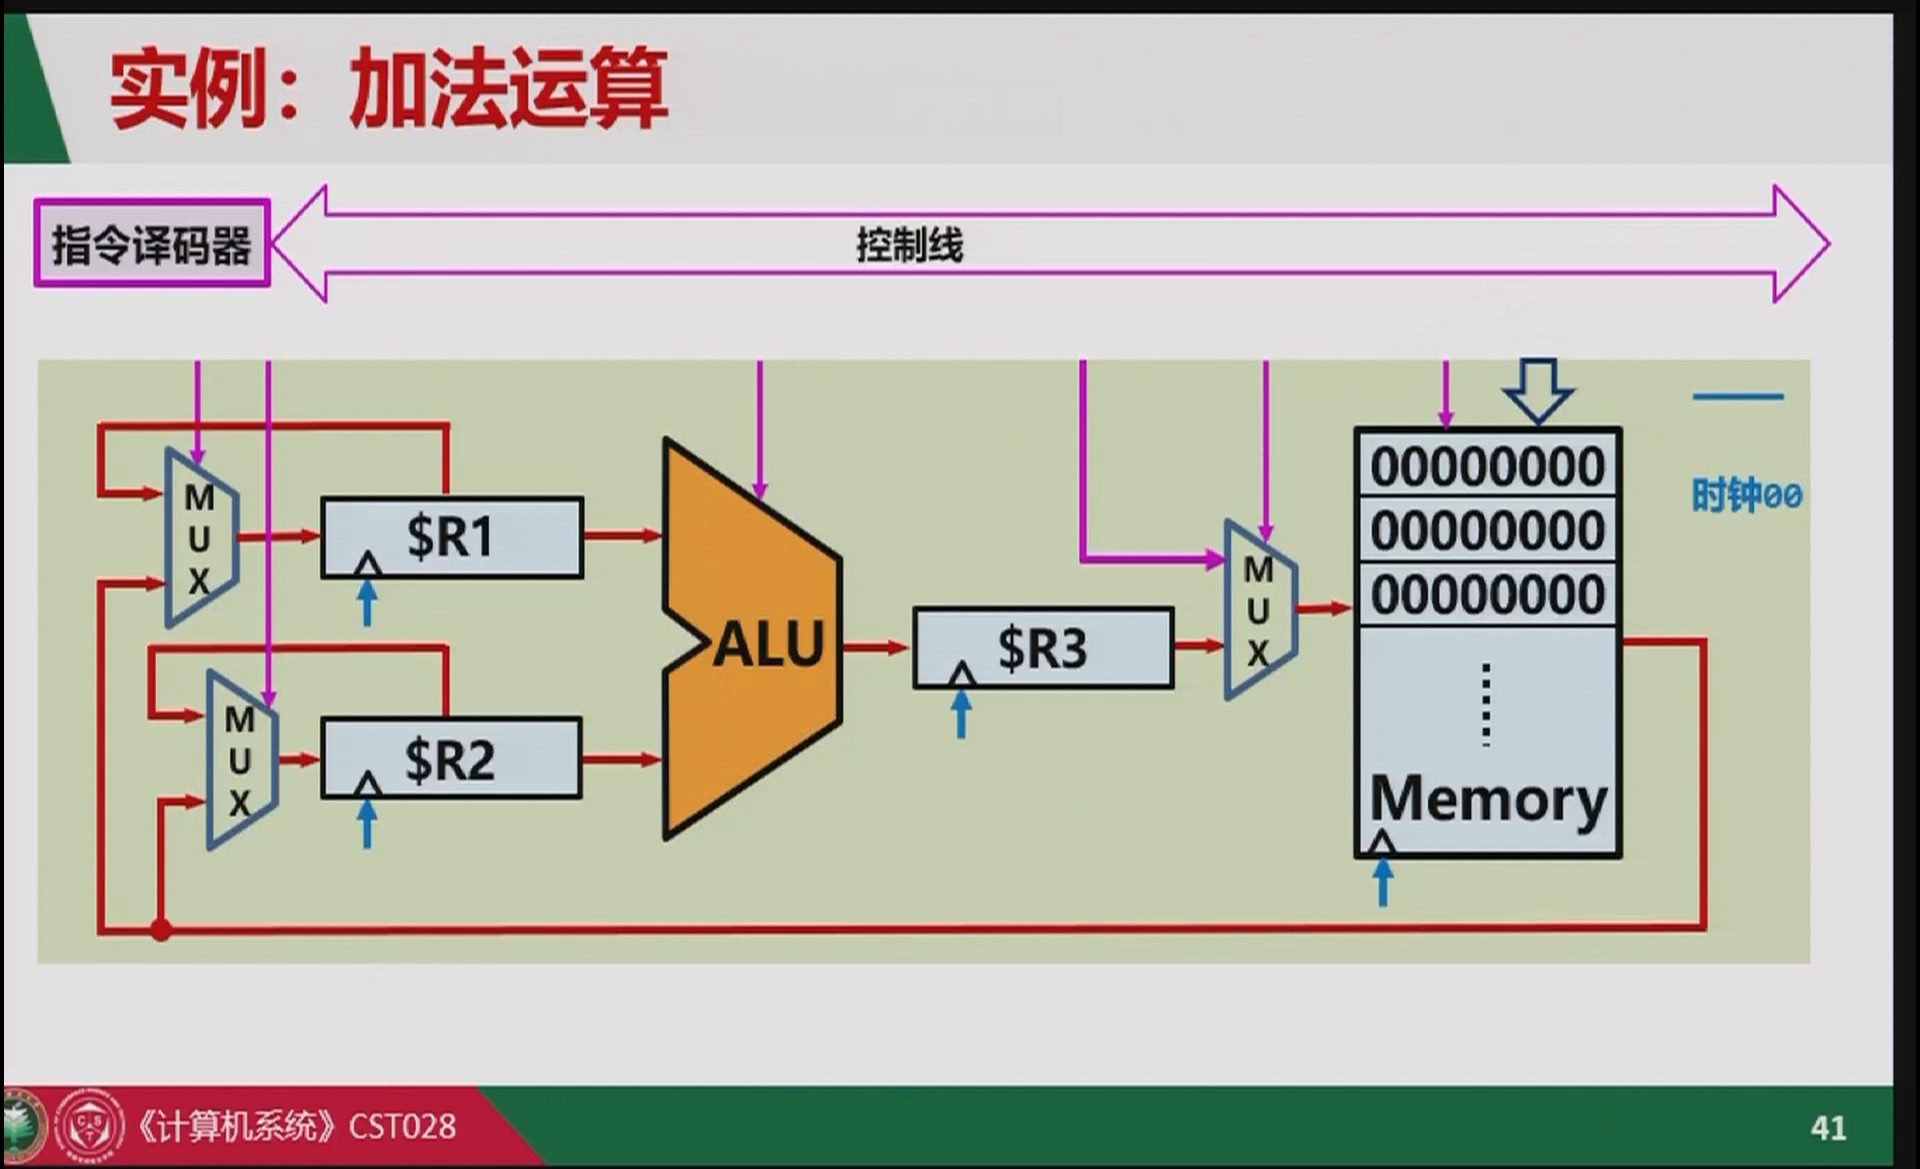 实例：加法运算
指令译码器
控制线
M
U
X
$R1
M
U
X
$R2
ALU
$R3
M
U
X
00000000
00000000
00000000
Memory
时钟00
《计算机系统》CST028
41